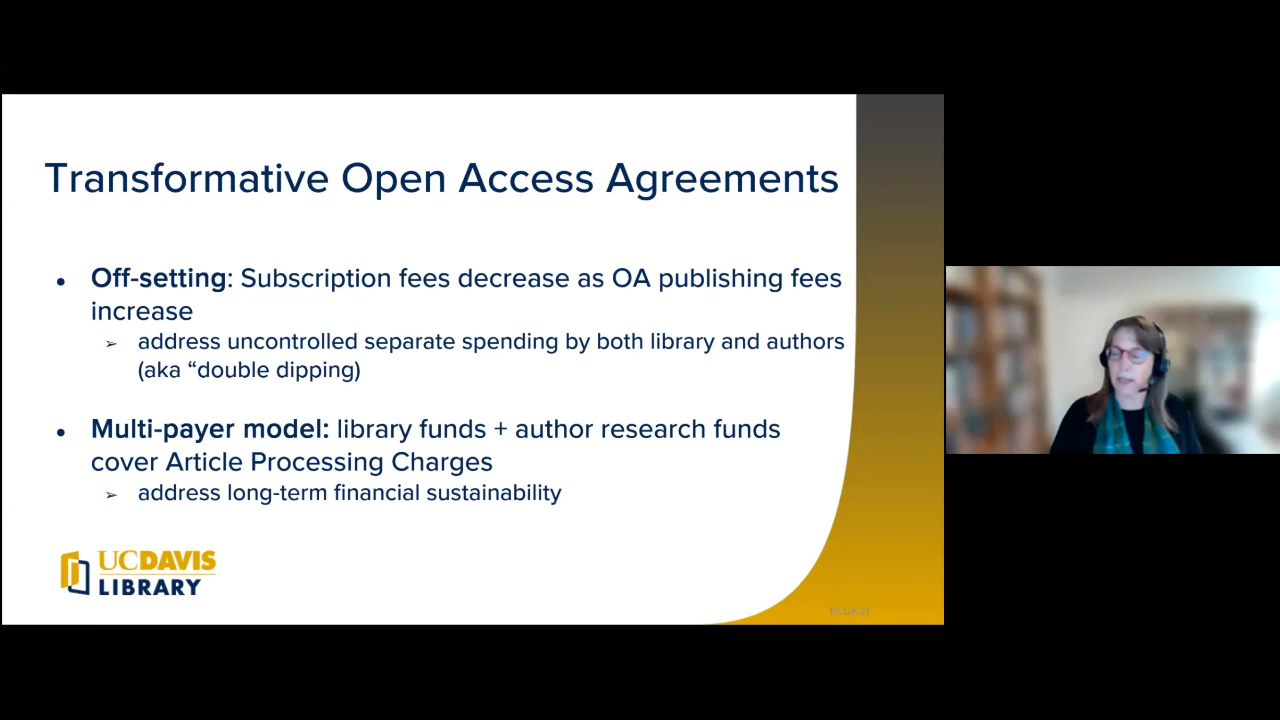 Transformative Open Access Agreements
• Off-setting: Subscription fees decrease as OA publishing fees
increase
➢ address uncontrolled separate spending by both library and authors
(aka “double dipping)
• Multi-payer model: library funds + author research funds
cover Article Processing Charges
➢ address long-term financial sustainability
UCDAVIS
LIBRARY
RLUK21